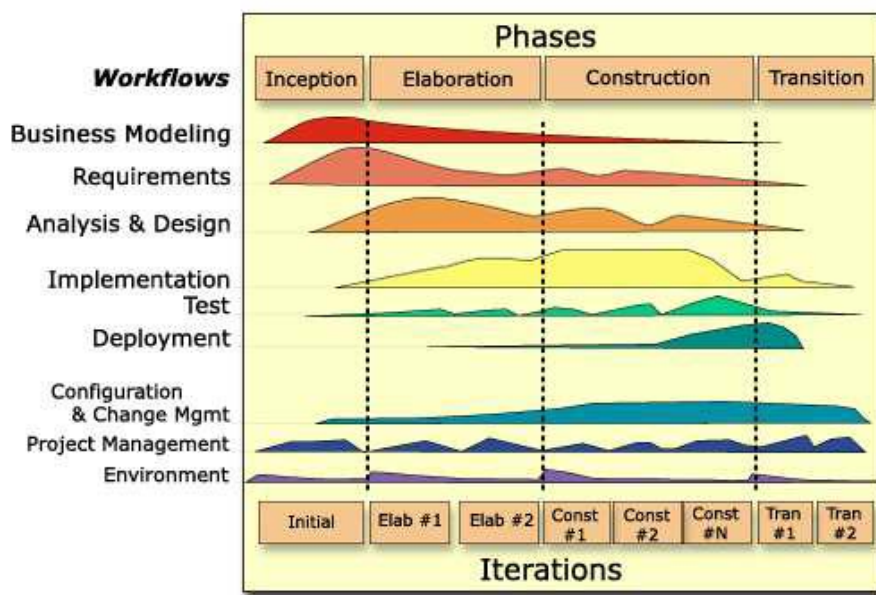 Phases
Workflows
Inception
Elaboration
Construction
Transition
Business Modeling
Requirements
Analysis & Design
Implementation
Test
Deployment
Configuration
& Change Mgmt
Project Management
Environment
Initial
Elab #1
Elab #2
Const
#1
Const
#2
Const
#N
Tran
#1
Tran
#2
Iterations